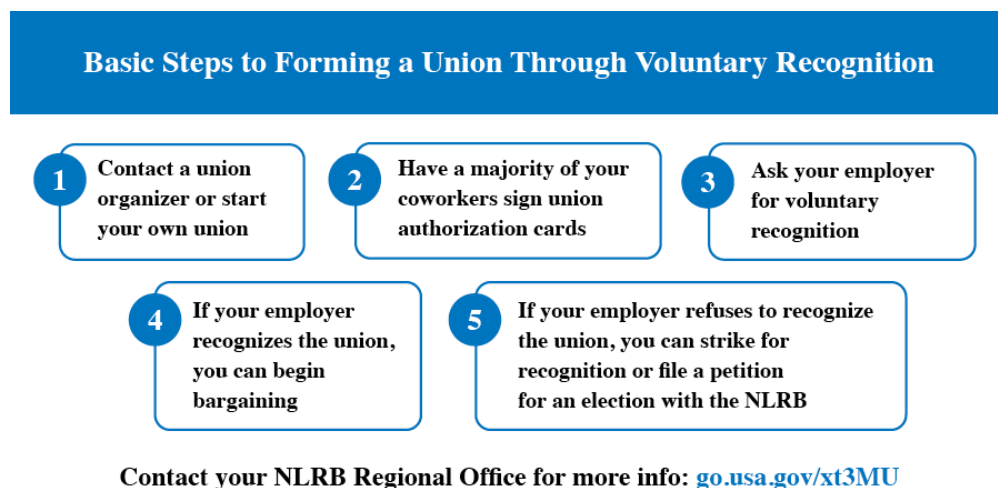 Basic Steps to Forming a Union Through Voluntary Recognition
1
Contact a union
organizer or start
your own union
2
Have a majority of your
coworkers sign union
authorization cards
3
Ask your employer
for voluntary
recognition
4
If your employer
recognizes the union,
you can begin
bargaining
5
If your employer refuses to recognize
the union, you can strike for
recognition or file a petition
for an election with the NLRB
Contact your NLRB Regional Office for more info: go.usa.gov/xt3MU